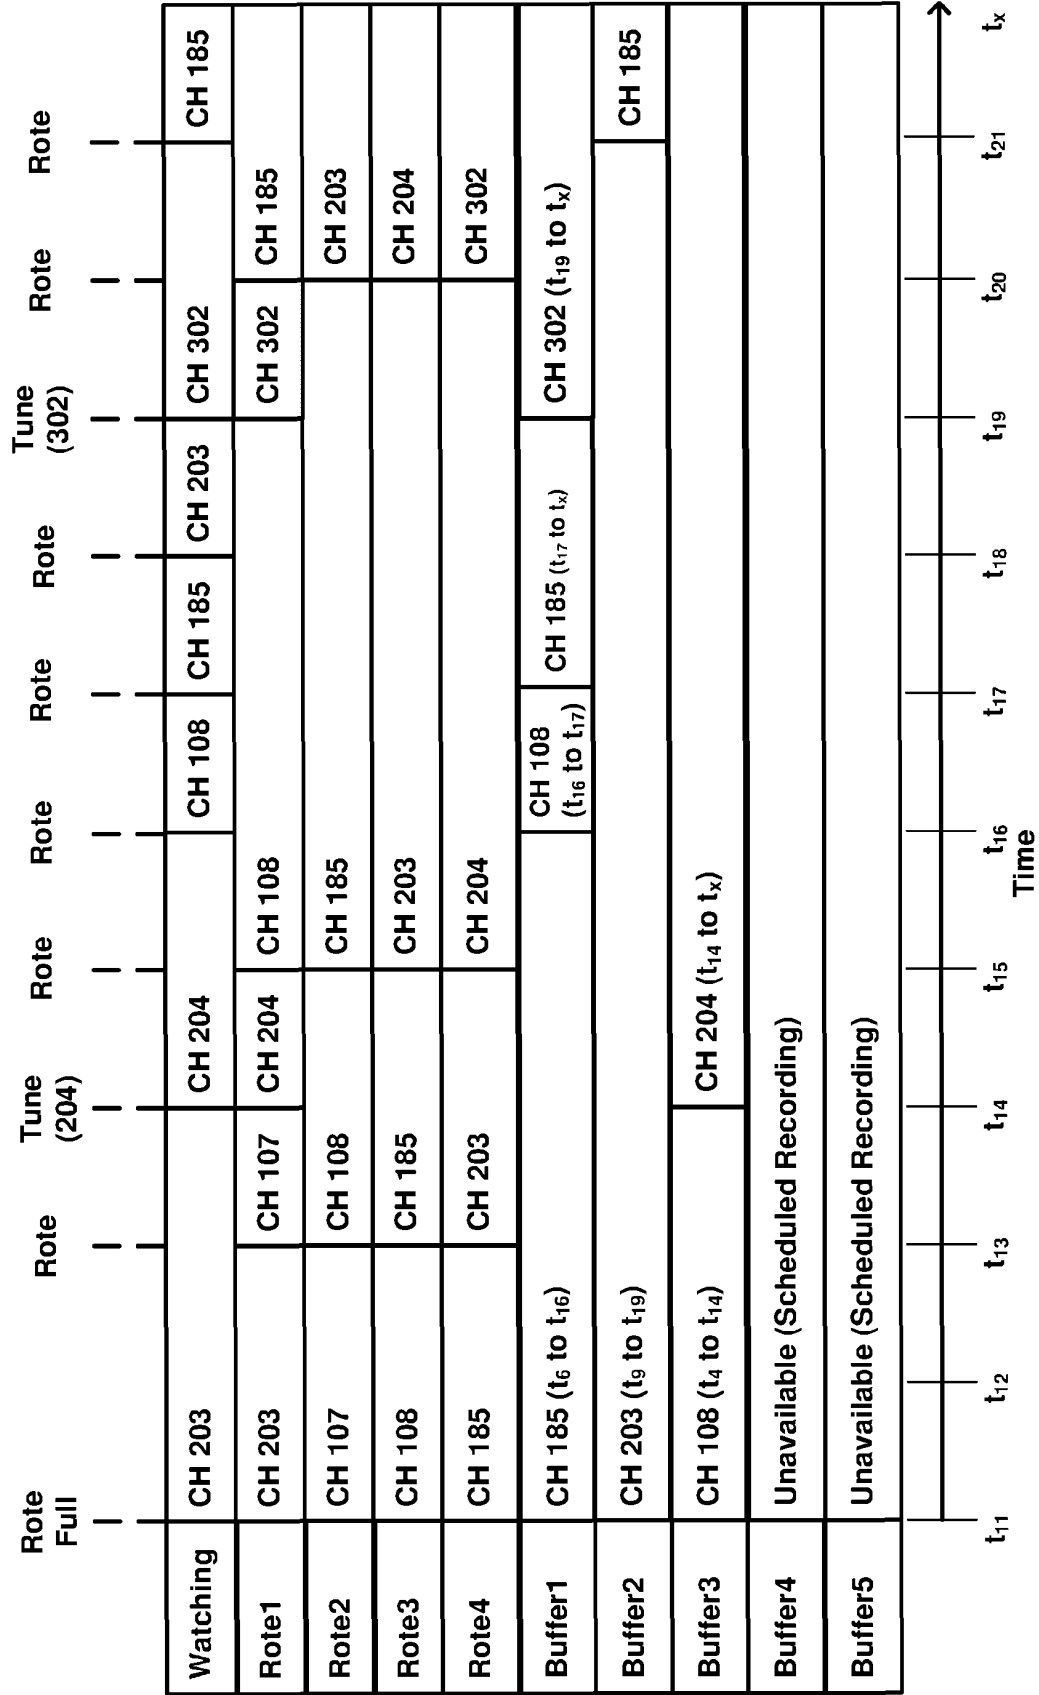 Rote
Full
Rote
Tune
(204)
Rote
Rote
Rote
Rote
Tune
(302)
Rote
Rote
Watching
CH 203
CH 204
CH 108
CH 185
CH 203
CH 302
CH 185
Rote1
CH 203
CH 107
CH 204
CH 108
CH 302
CH 185
Rote2
CH 107
CH 108
CH 185
CH 203
Rote3
CH 108
CH 185
CH 203
CH 204
Rote4
CH 185
CH 203
CH 204
CH 302
Buffer1
CH 185 (t6 to t16)
CH 108
(t16 to t17)
CH 185 (t17 to tx)
CH 302 (t19 to tx)
Buffer2
CH 203 (t9 to t19)
CH 185
Buffer3
CH 108 (t4 to t14)
CH 204 (t14 to tx)
Buffer4
Unavailable (Scheduled Recording)
Buffer5
Unavailable (Scheduled Recording)
t11
t12
t13
t14
t15
t16
t17
t18
t19
t20
t21
tx
Time